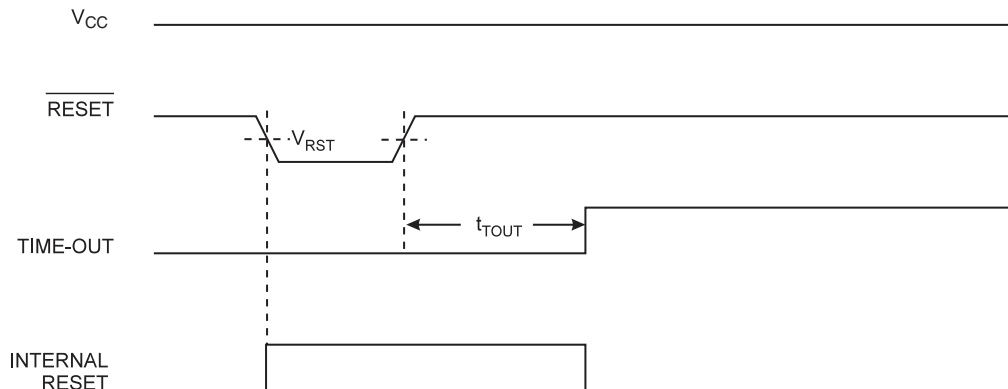 VCC
RESET
VRST
tTOUT
TIME-OUT
INTERNAL
RESET